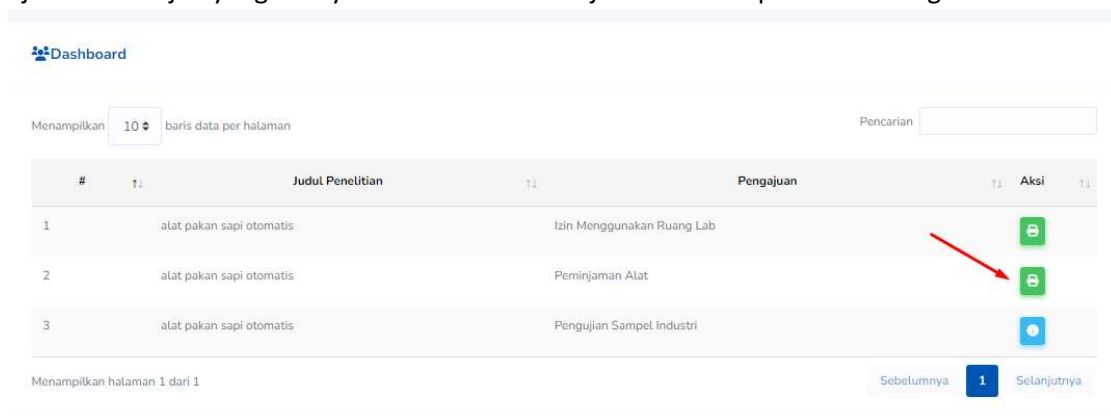 Dashboard
Menampilkan 10 baris data per halaman Pencarian
# Judul Penelitian Pengajuan Aksi
1 alat pakan sapi otomatis Izin Menggunakan Ruang Lab
2 alat pakan sapi otomatis Peminjaman Alat
3 alat pakan sapi otomatis Pengujian Sampel Industri
Menampilkan halaman 1 dari 1 Sebelumnya 1 Selanjutnya